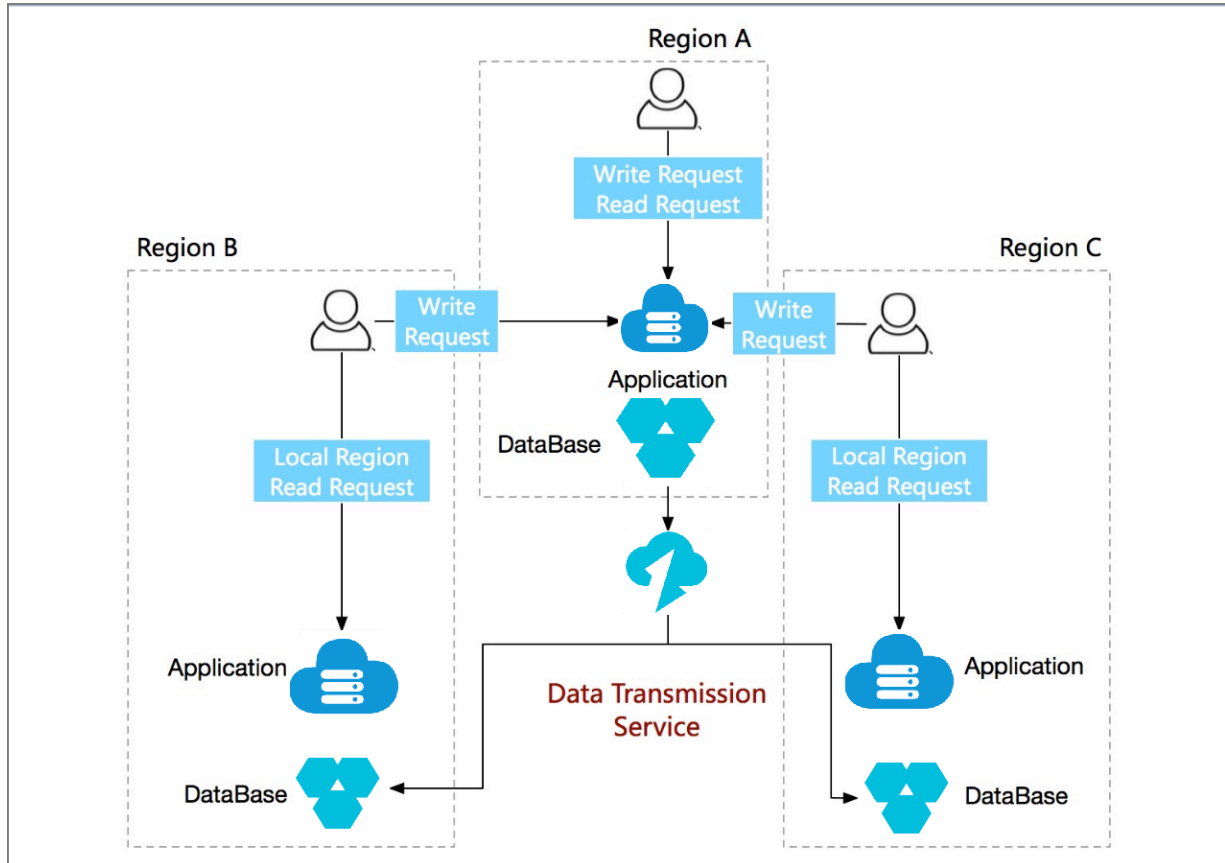 Region A
Write Request
Read Request
Region B
Region C
Write
Request
Write
Request
Application
DataBase
Local Region
Read Request
Local Region
Read Request
Application
Application
Data Transmission
Service
DataBase
DataBase